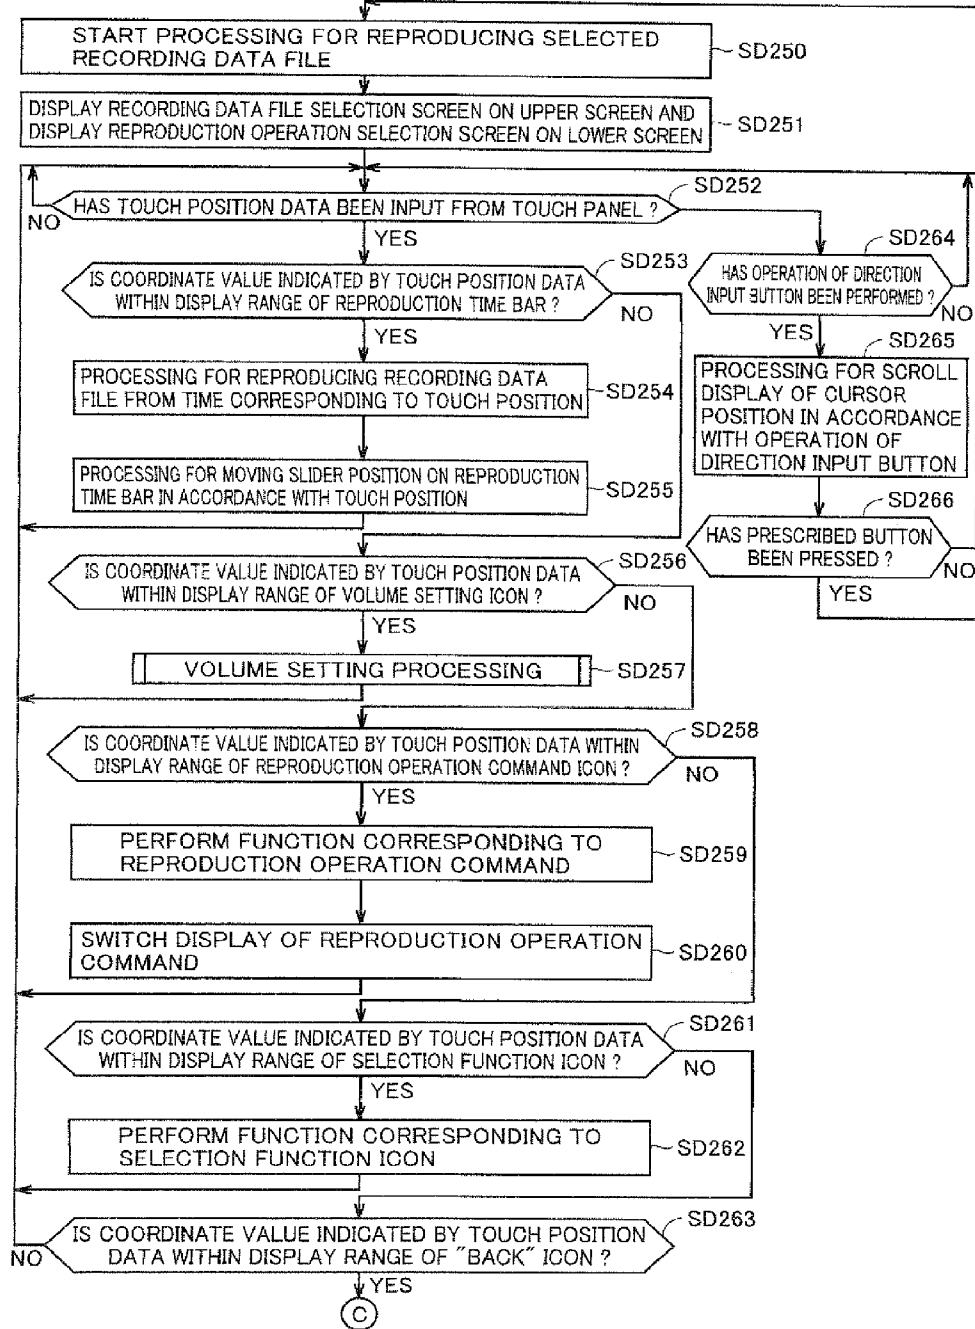 START PROCESSING FOR REPRODUCING SELECTED
RECORDING DATA FILE
SD250
DISPLAY RECORDING DATA FILE SELECTION SCREEN ON UPPER SCREEN AND
DISPLAY REPRODUCTION OPERATION SELECTION SCREEN ON LOWER SCREEN
SD251
SD252
HAS TOUCH POSITION DATA BEEN INPUT FROM TOUCH PANEL ?
NO
YES
SD253
IS COORDINATE VALUE INDICATED BY TOUCH POSITION DATA
WITHIN DISPLAY RANGE OF REPRODUCTION TIME BAR ?
NO
YES
PROCESSING FOR REPRODUCING RECORDING DATA
FILE FROM TIME CORRESPONDING TO TOUCH POSITION
SD254
PROCESSING FOR MOVING SLIDER POSITION ON REPRODUCTION
TIME BAR IN ACCORDANCE WITH TOUCH POSITION
SD255
SD256
IS COORDINATE VALUE INDICATED BY TOUCH POSITION DATA
WITHIN DISPLAY RANGE OF VOLUME SETTING ICON ?
NO
YES
VOLUME SETTING PROCESSING
SD257
SD258
IS COORDINATE VALUE INDICATED BY TOUCH POSITION DATA WITHIN
DISPLAY RANGE OF REPRODUCTION OPERATION COMMAND ICON ?
NO
YES
PERFORM FUNCTION CORRESPONDING TO
REPRODUCTION OPERATION COMMAND
SD259
SWITCH DISPLAY OF REPRODUCTION OPERATION
COMMAND
SD260
SD261
IS COORDINATE VALUE INDICATED BY TOUCH POSITION DATA
WITHIN DISPLAY RANGE OF SELECTION FUNCTION ICON ?
NO
YES
PERFORM FUNCTION CORRESPONDING TO
SELECTION FUNCTION ICON
SD262
SD263
IS COORDINATE VALUE INDICATED BY TOUCH POSITION
DATA WITHIN DISPLAY RANGE OF "BACK" ICON ?
NO
YES
C
SD264
HAS OPERATION OF DIRECTION
INPUT BUTTON BEEN PERFORMED ?
NO
YES
SD265
PROCESSING FOR SCROLL
DISPLAY OF CURSOR
POSITION IN ACCORDANCE
WITH OPERATION OF
DIRECTION INPUT BUTTON
SD266
HAS PRESCRIBED BUTTON
BEEN PRESSED ?
NO
YES